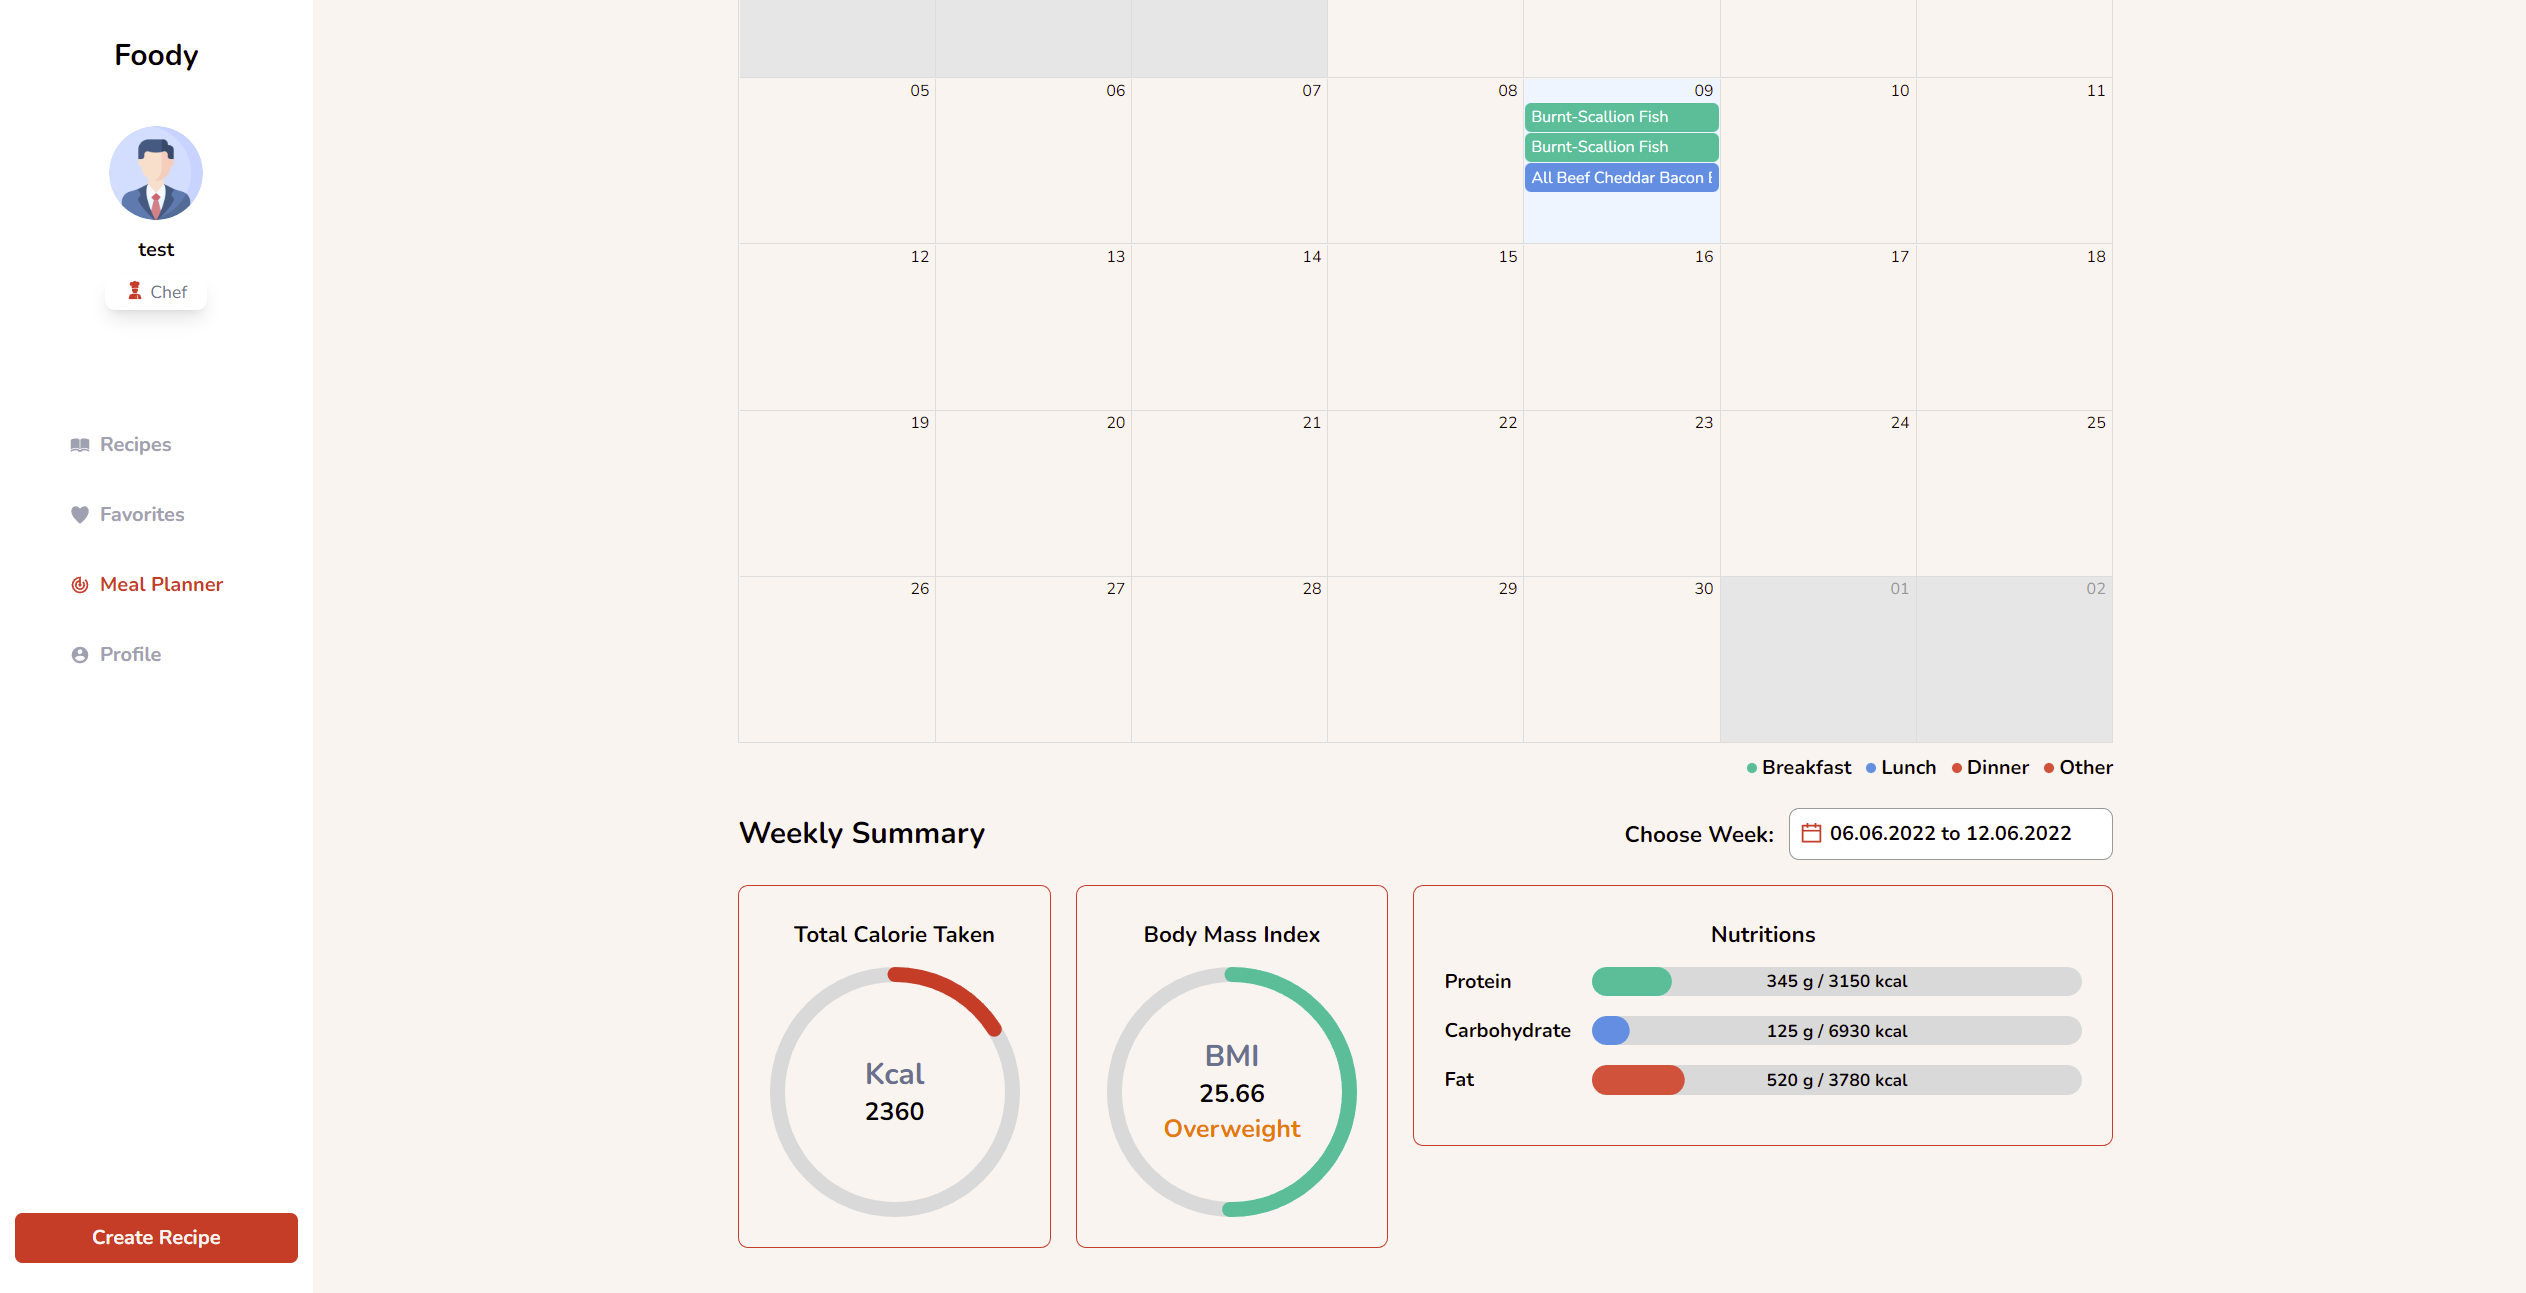 Foody
test
Chef
Recipes
Favorites
Meal Planner
Profile
Create Recipe
05 06 07 08 09 10 11
Burnt-Scallion Fish
Burnt-Scallion Fish
All Beef Cheddar Bacon
12 13 14 15 16 17 18
19 20 21 22 23 24 25
26 27 28 29 30 01 02
Breakfast Lunch Dinner Other
Weekly Summary
Choose Week: 06.06.2022 to 12.06.2022
Total Calorie Taken
Kcal
2360
Body Mass Index
BMI
25.66
Overweight
Nutritions
Protein 345 g / 3150 kcal
Carbohydrate 125 g / 6930 kcal
Fat 520 g / 3780 kcal